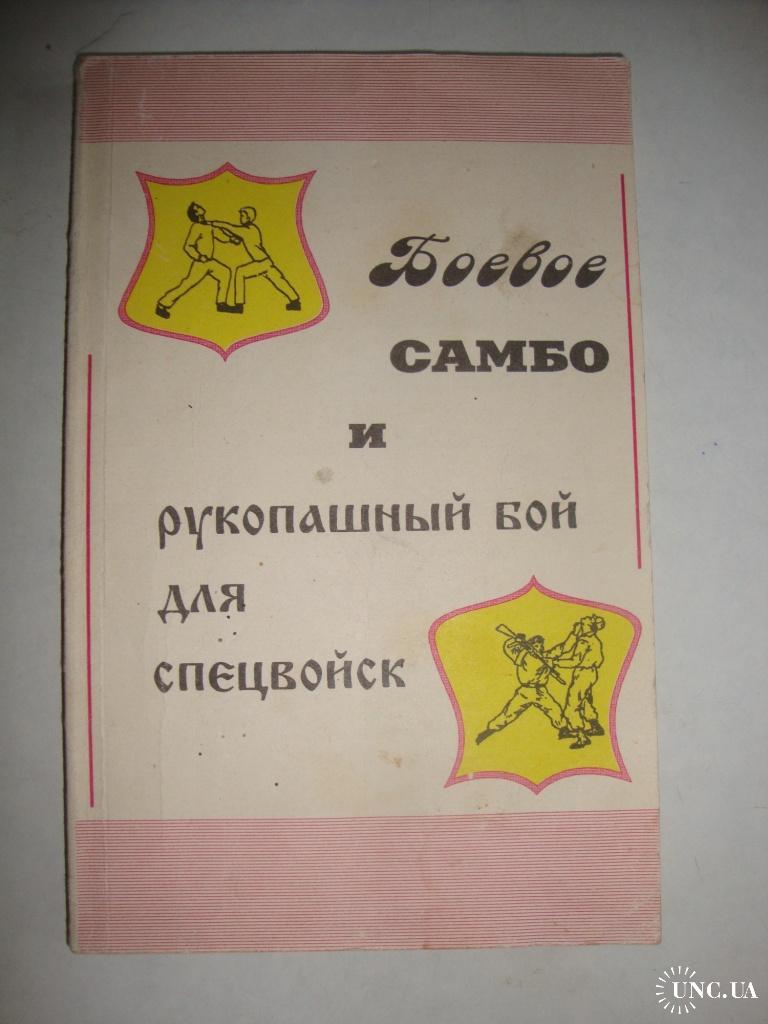 Боевое
САМБО
и
рукопашный бой
для
спецвойск
UNC.UA